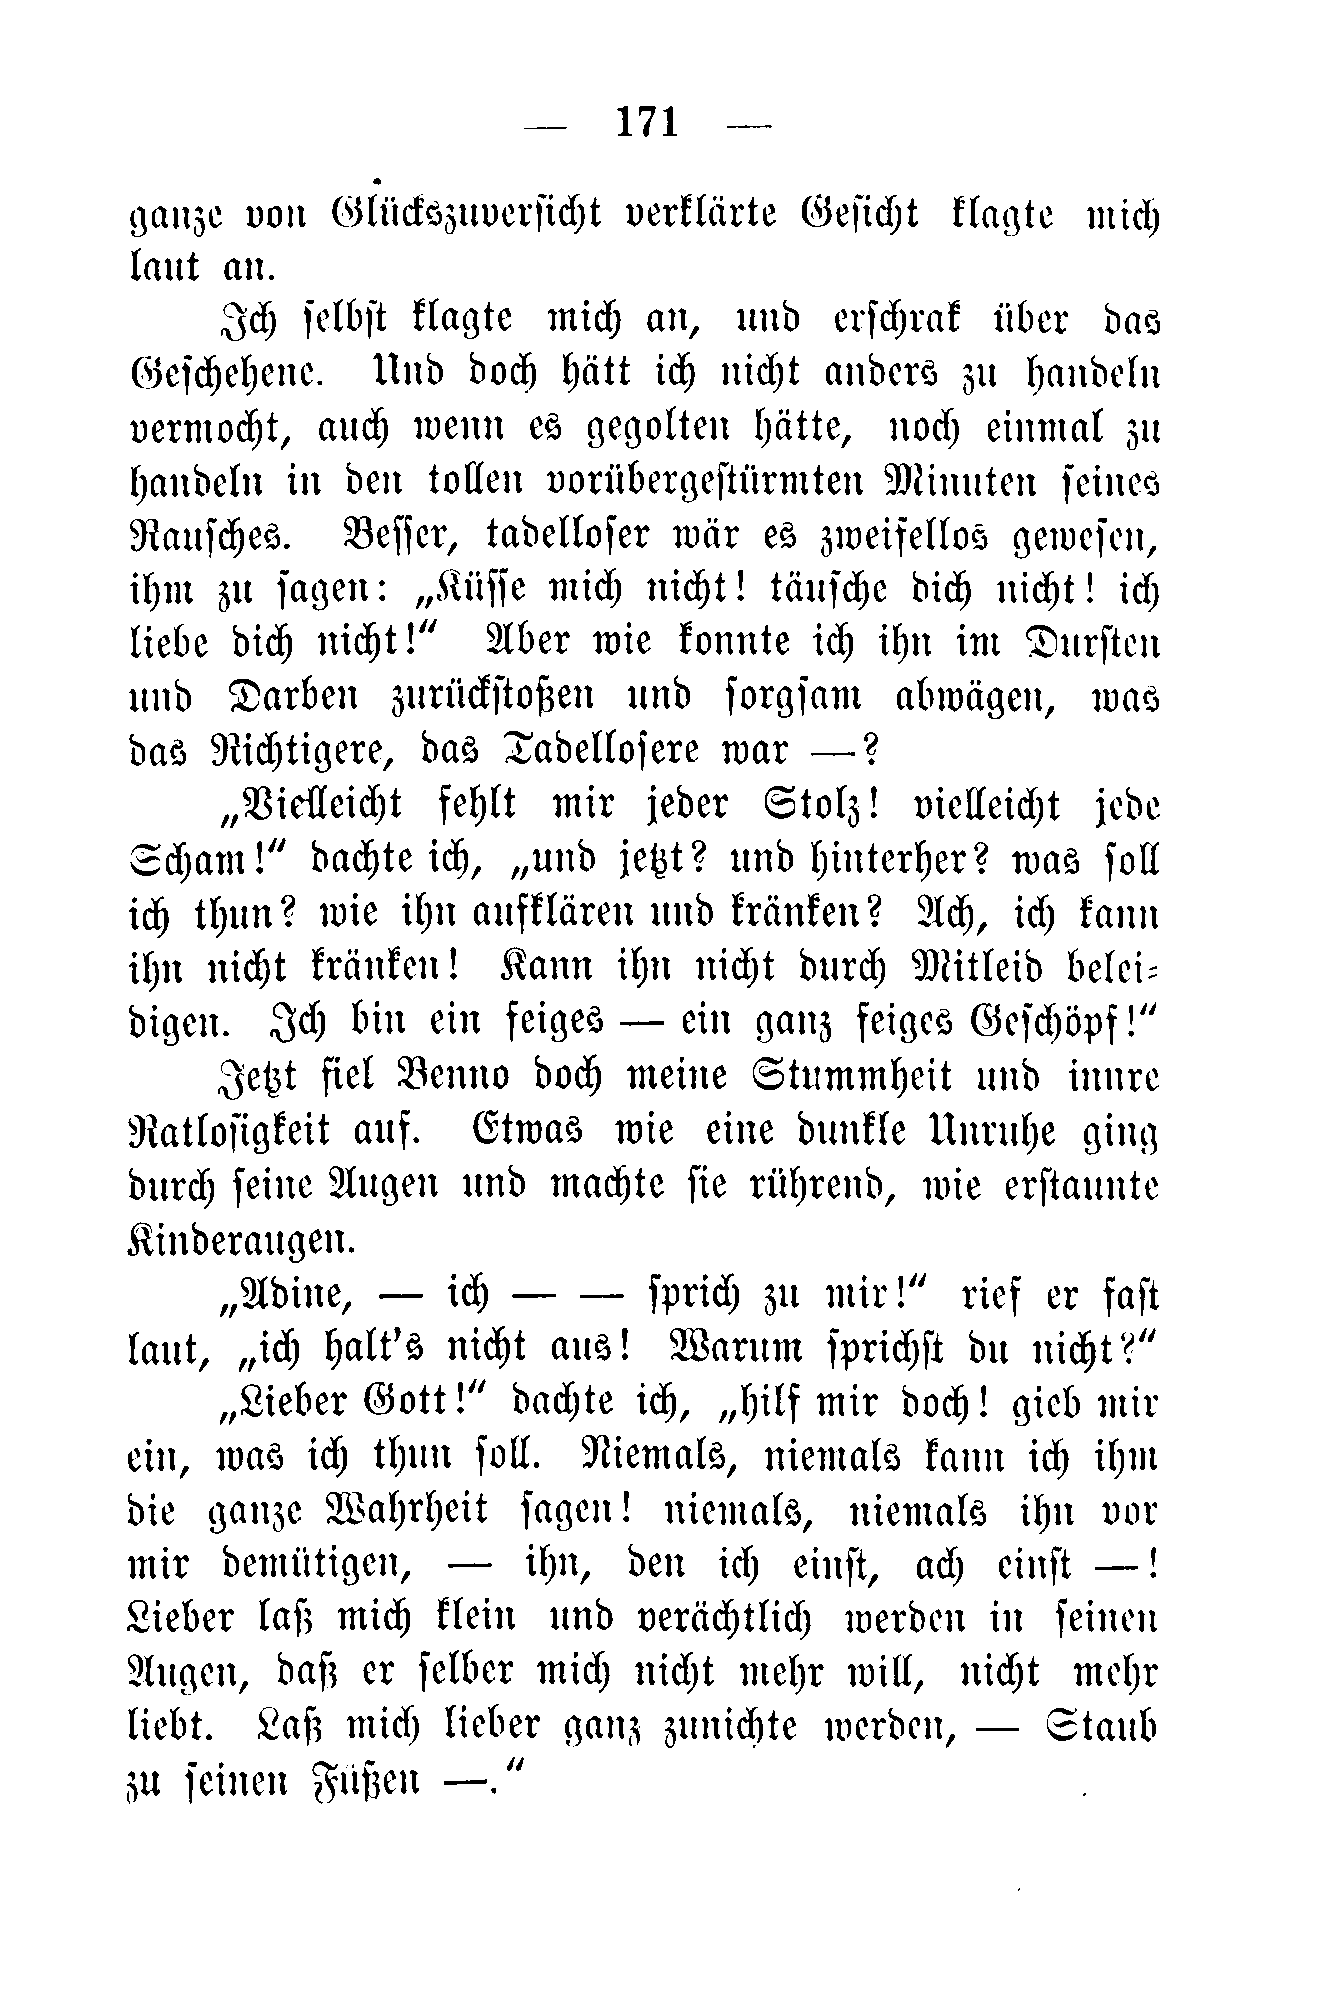 — 171 —
ganze von Glückszuversicht verklärte Gesicht klagte mich
laut an.
Ich selbst klagte mich an, und erschrak über das
Geschehene. Und doch hätt ich nicht anders zu handeln
vermocht, auch wenn es gegolten hätte, noch einmal zu
handeln in den tollen vorübergestürmten Minuten seines
Rausches. Besser, tadelloser wär es zweifellos gewesen,
ihm zu sagen: „Küsse mich nicht! täusche dich nicht! ich
liebe dich nicht!“ Aber wie konnte ich ihn im Dursten
und Darben zurückstoßen und sorgsam abwägen, was
das Richtigere, das Tadellosere war —?
„Vielleicht fehlt mir jeder Stolz! vielleicht jede
Scham!“ dachte ich, „und jetzt? und hinterher? was soll
ich thun? wie ihn aufklären und kränken? Ach, ich kann
ihn nicht kränken! Kann ihn nicht durch Mitleid belei-
digen. Ich bin ein feiges — ein ganz feiges Geschöpf!“
Jetzt fiel Benno doch meine Stummheit und innre
Ratlosigkeit auf. Etwas wie eine dunkle Unruhe ging
durch seine Augen und machte sie rührend, wie erstaunte
Kinderaugen.
„Adine, — ich — — sprich zu mir!“ rief er fast
laut, „ich halt's nicht aus! Warum sprichst du nicht?“
„Lieber Gott!“ dachte ich, „hilf mir doch! gieb mir
ein, was ich thun soll. Niemals, niemals kann ich ihm
die ganze Wahrheit sagen! niemals, niemals ihn vor
mir demütigen, — ihn, den ich einst, ach einst —!
Lieber laß mich klein und verächtlich werden in seinen
Augen, daß er selber mich nicht mehr will, nicht mehr
liebt. Laß mich lieber ganz zunichte werden, — Staub
zu seinen Füßen —.“